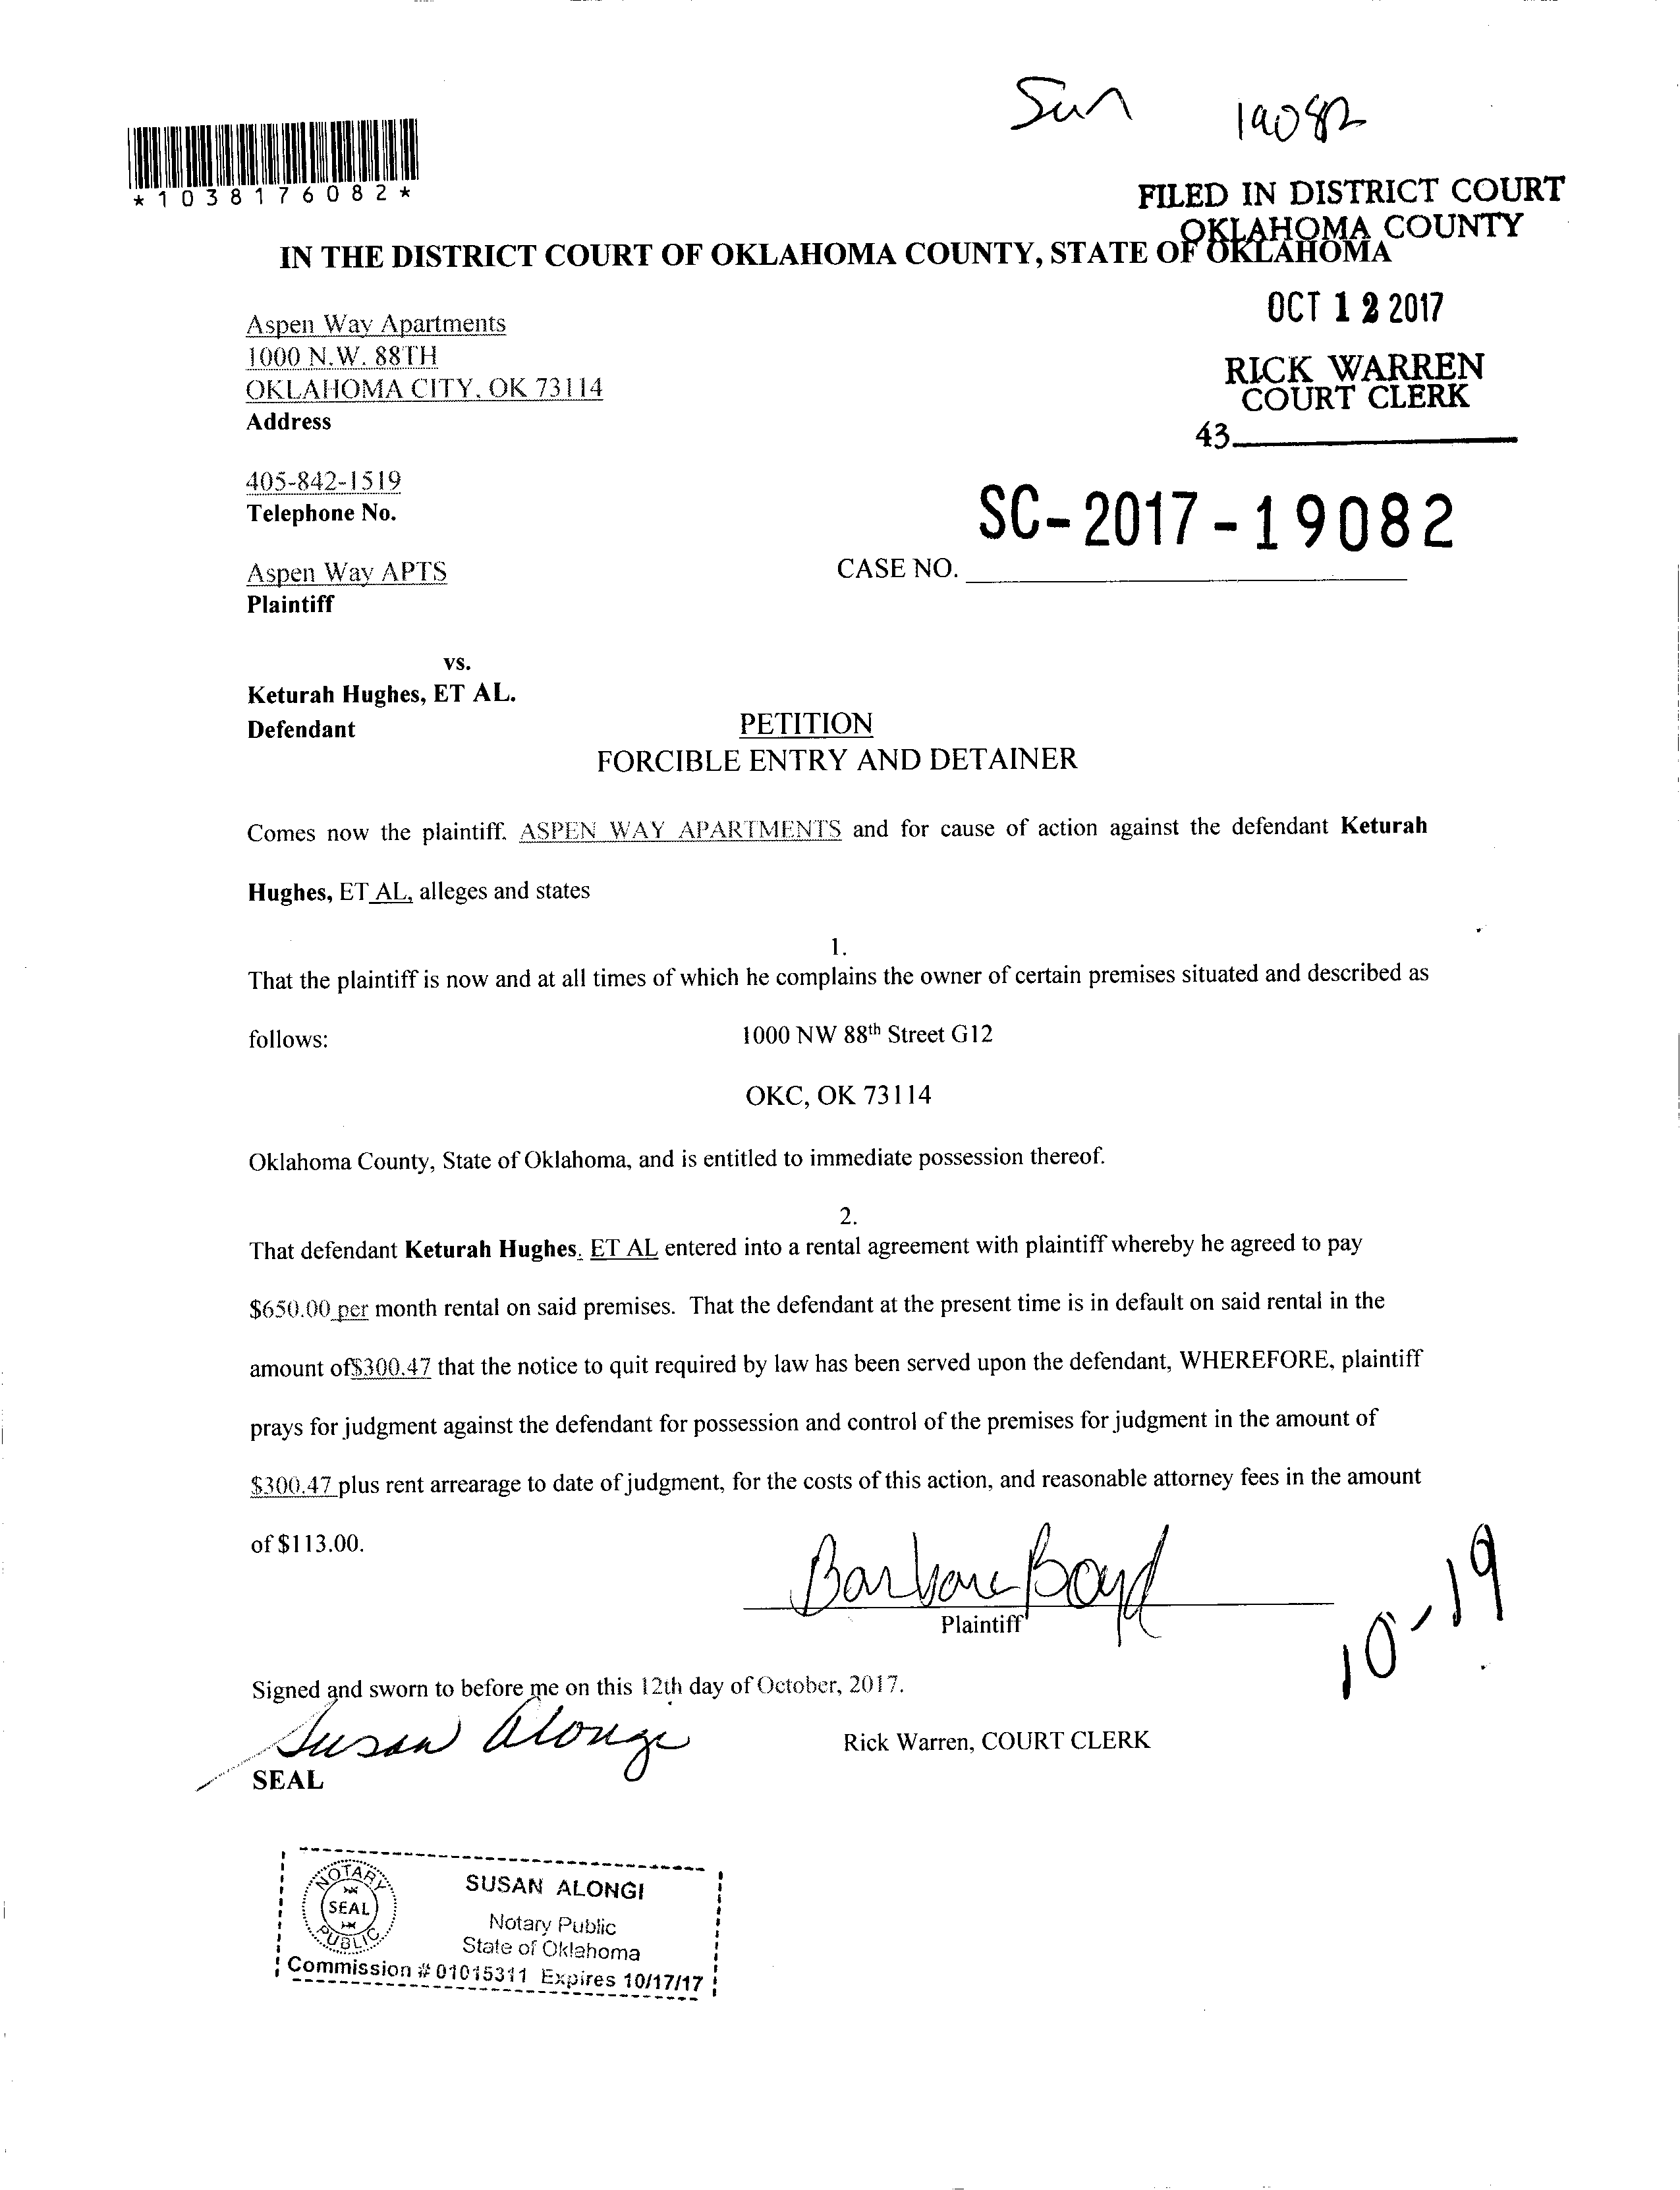 Sun 19082
*1038176082*
FILED IN DISTRICT COURT
OKLAHOMA COUNTY
IN THE DISTRICT COURT OF OKLAHOMA COUNTY, STATE OF OKLAHOMA
OCT 12 2017
Aspen Way Apartments
1000 N.W. 88TH
OKLAHOMA CITY, OK 73114
Address
RICK WARREN
COURT CLERK
43
405-842-1519
Telephone No.
SC-2017-19082
CASE NO.
Aspen Way APTS
Plaintiff
vs.
Keturah Hughes, ET AL.
Defendant
PETITION
FORCIBLE ENTRY AND DETAINER
Comes now the plaintiff. ASPEN WAY APARTMENTS and for cause of action against the defendant Keturah
Hughes, ET AL, alleges and states
1.
That the plaintiff is now and at all times of which he complains the owner of certain premises situated and described as
follows: 1000 NW 88th Street G12
OKC, OK 73114
Oklahoma County, State of Oklahoma, and is entitled to immediate possession thereof.
2.
That defendant Keturah Hughes. ET AL entered into a rental agreement with plaintiff whereby he agreed to pay
$650.00 per month rental on said premises. That the defendant at the present time is in default on said rental in the
amount of$300.47 that the notice to quit required by law has been served upon the defendant, WHEREFORE, plaintiff
prays for judgment against the defendant for possession and control of the premises for judgment in the amount of
$300.47 plus rent arrearage to date of judgment, for the costs of this action, and reasonable attorney fees in the amount
of $113.00.
Barbara Boyd
Plaintiff
10-19
Signed and sworn to before me on this 12th day of October, 2017.
Susan Alongi
Rick Warren, COURT CLERK
SEAL
NOTARY
SEAL
PUBLIC
SUSAN ALONGI
Notary Public
State of Oklahoma
Commission # 01015311 Expires 10/17/17